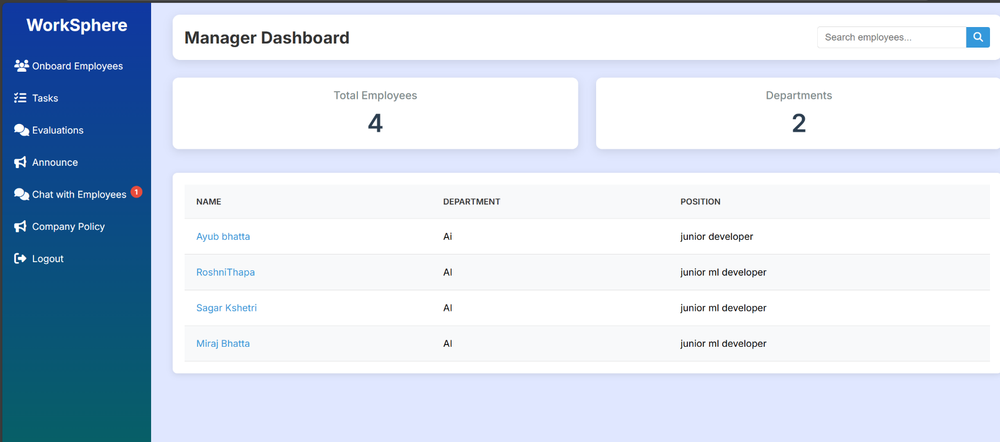 WorkSphere
Onboard Employees
Tasks
Evaluations
Announce
Chat with Employees 1
Company Policy
Logout
Manager Dashboard
Search employees...
Total Employees
4
Departments
2
NAME DEPARTMENT POSITION
Ayub bhatta Ai junior developer
RoshniThapa AI junior ml developer
Sagar Kshetri AI junior ml developer
Miraj Bhatta AI junior ml developer